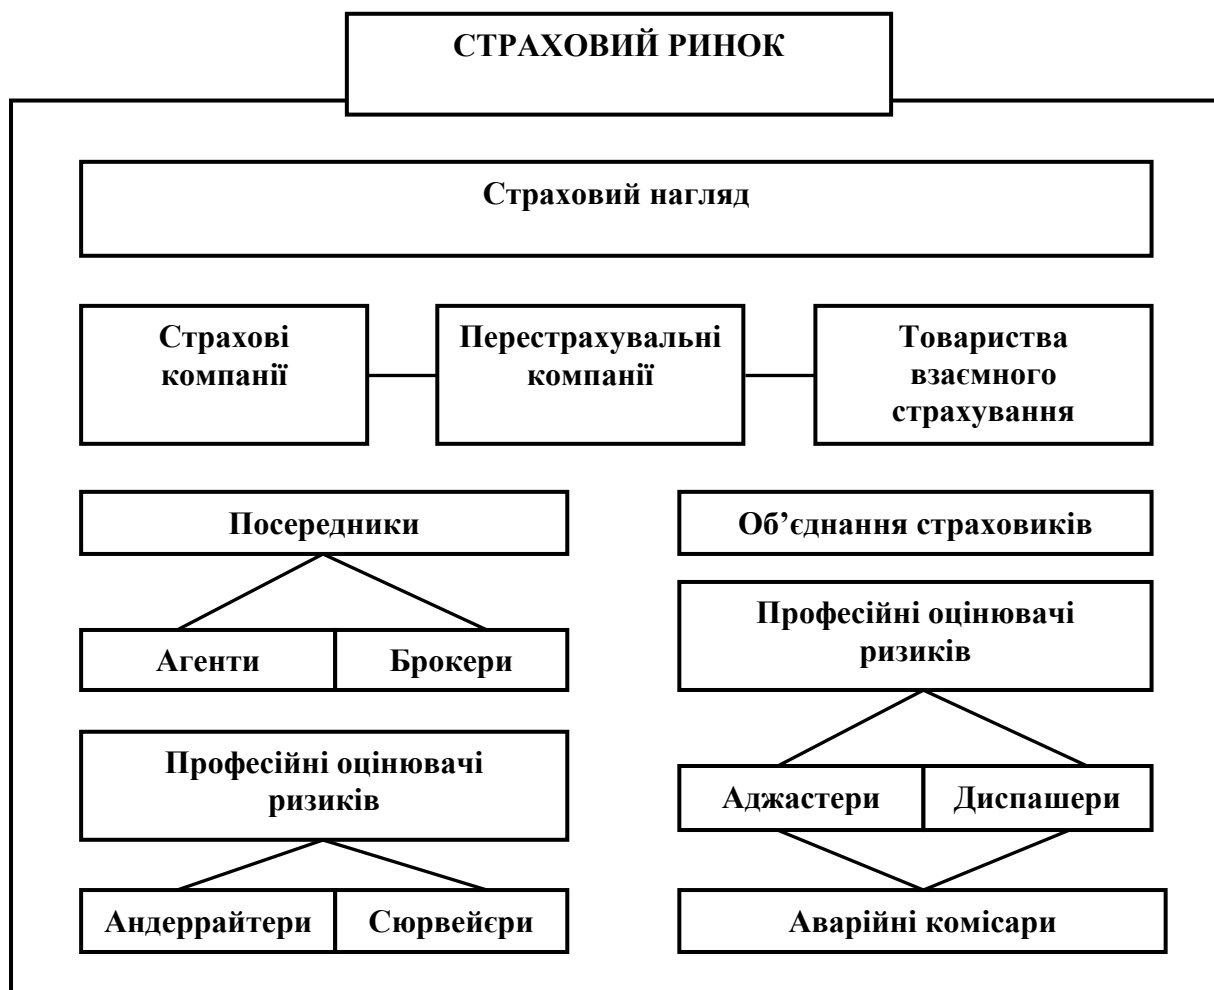 СТРАХОВИЙ РИНОК
Страховий нагляд
Страхові
компанії
Перестрахувальні
компанії
Товариства
взаємного
страхування
Посередники
Об’єднання страховиків
Агенти
Брокери
Професійні оцінювачі
ризиків
Професійні оцінювачі
ризиків
Аджастери
Диспашери
Андеррайтери
Сюрвейєри
Аварійні комісари